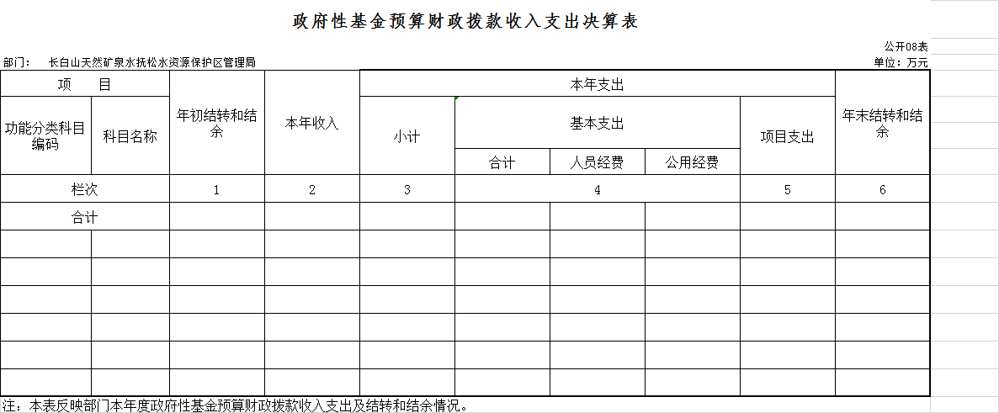 政府性基金预算财政拨款收入支出决算表
公开08表
部门： 长白山天然矿泉水抚松水资源保护区管理局 单位：万元
项 目 年初结转和结余 本年收入 本年支出 年末结转和结余
功能分类科目编码 科目名称 小计 基本支出 项目支出
合计 人员经费 公用经费
栏次 1 2 3 4 5 6
合计
注：本表反映部门本年度政府性基金预算财政拨款收入支出及结转和结余情况。